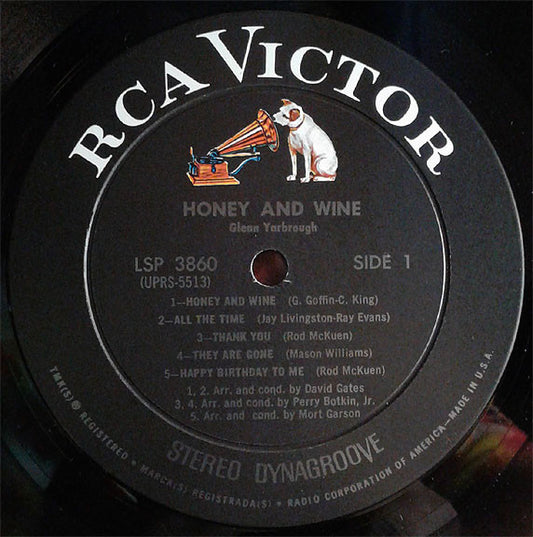 RCA VICTOR
HONEY AND WINE
Glenn Yarbrough
LSP 3860
(UPRS-5513)
SIDE 1
1—HONEY AND WINE (G. Goffin-C. King)
2—ALL THE TIME (Jay Livingston-Ray Evans)
3—THANK YOU (Rod McKuen)
4—THEY ARE GONE (Mason Williams)
5—HAPPY BIRTHDAY TO ME (Rod McKuen)
1, 2. Arr. and cond. by David Gates
3, 4. Arr. and cond. by Perry Botkin, Jr.
5. Arr. and cond. by Mort Garson
STEREO DYNAGROOVE
TMK(S) ® REGISTERED • MARCA(S) REGISTRADA(S) • RADIO CORPORATION OF AMERICA—MADE IN U.S.A.